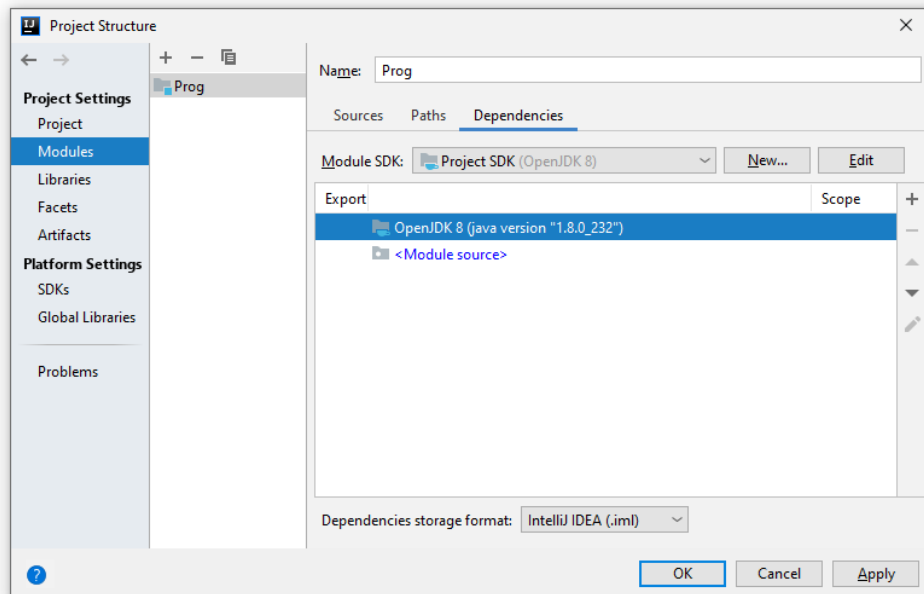 IJ Project Structure
Project Settings
Project
Modules
Libraries
Facets
Artifacts
Platform Settings
SDKs
Global Libraries
Problems
Prog
Name: Prog
Sources Paths Dependencies
Module SDK: Project SDK (OpenJDK 8) New... Edit
Export Scope
OpenJDK 8 (java version "1.8.0_232")
<Module source>
Dependencies storage format: IntelliJ IDEA (.iml)
? OK Cancel Apply